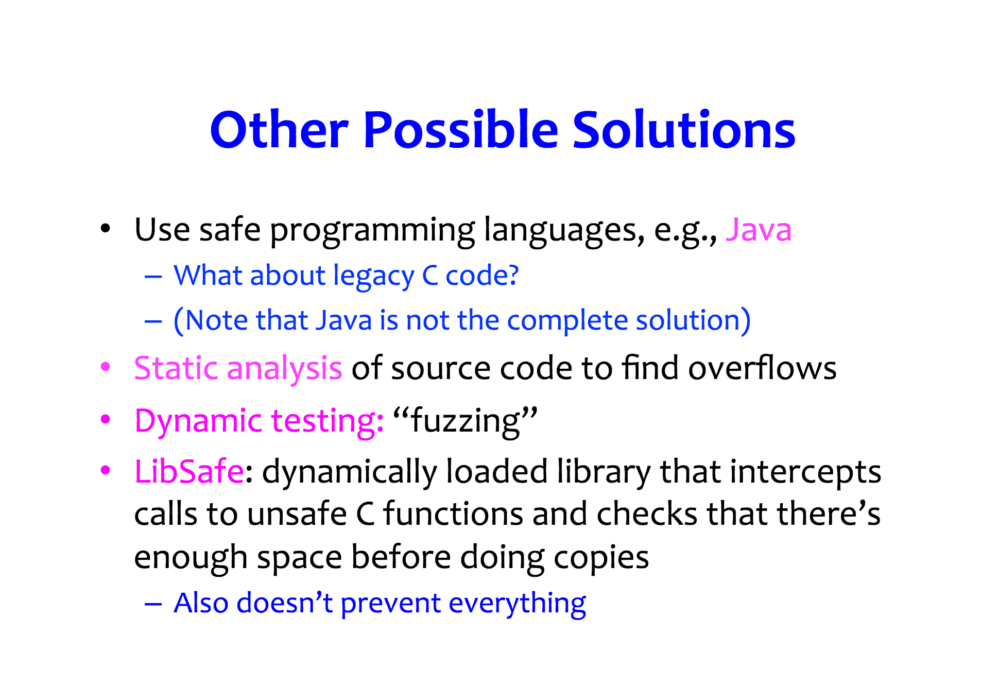 Other Possible Solutions
• Use safe programming languages, e.g., Java
– What about legacy C code?
– (Note that Java is not the complete solution)
• Static analysis of source code to find overflows
• Dynamic testing: “fuzzing”
• LibSafe: dynamically loaded library that intercepts
calls to unsafe C functions and checks that there’s
enough space before doing copies
– Also doesn’t prevent everything